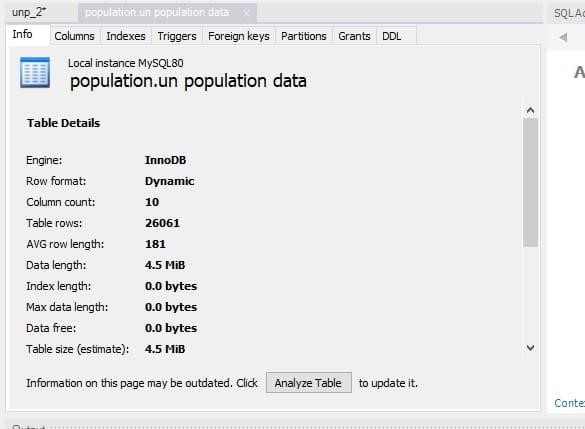 unp_2* population.un population data × SQLAc
Info Columns Indexes Triggers Foreign keys Partitions Grants DDL
Local instance MySQL80
population.un population data
Table Details
Engine: InnoDB
Row format: Dynamic
Column count: 10
Table rows: 26061
AVG row length: 181
Data length: 4.5 MiB
Index length: 0.0 bytes
Max data length: 0.0 bytes
Data free: 0.0 bytes
Table size (estimate): 4.5 MiB
Information on this page may be outdated. Click Analyze Table to update it.
Contex
Output